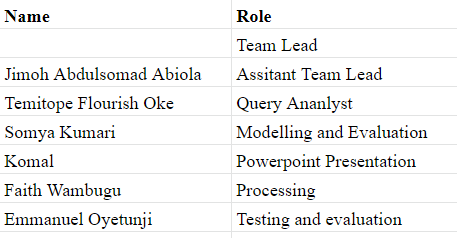 Name Role
Team Lead
Jimoh Abdulsomad Abiola Assitant Team Lead
Temitope Flourish Oke Query Ananlyst
Somya Kumari Modelling and Evaluation
Komal Powerpoint Presentation
Faith Wambugu Processing
Emmanuel Oyetunji Testing and evaluation